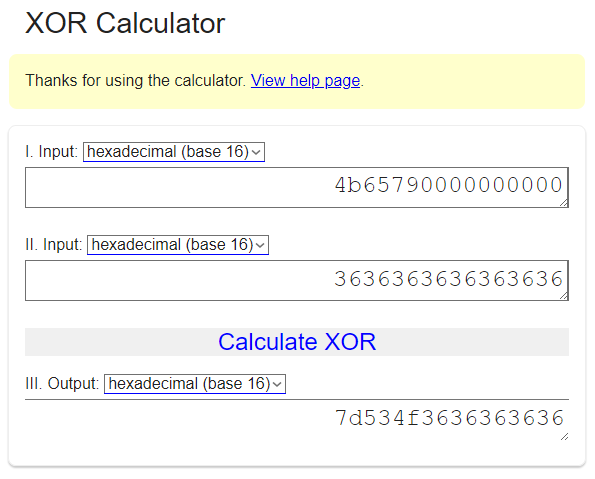 XOR Calculator
Thanks for using the calculator. View help page.
I. Input: hexadecimal (base 16)
4b65790000000000
II. Input: hexadecimal (base 16)
3636363636363636
Calculate XOR
III. Output: hexadecimal (base 16)
7d534f3636363636